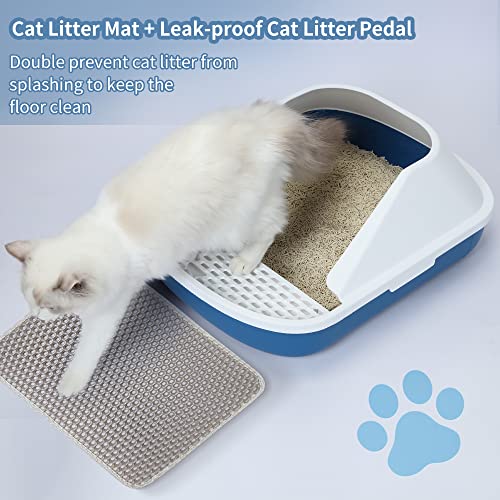 Cat Litter Mat + Leak-proof Cat Litter Pedal
Double prevent cat litter from
splashing to keep the
floor clean